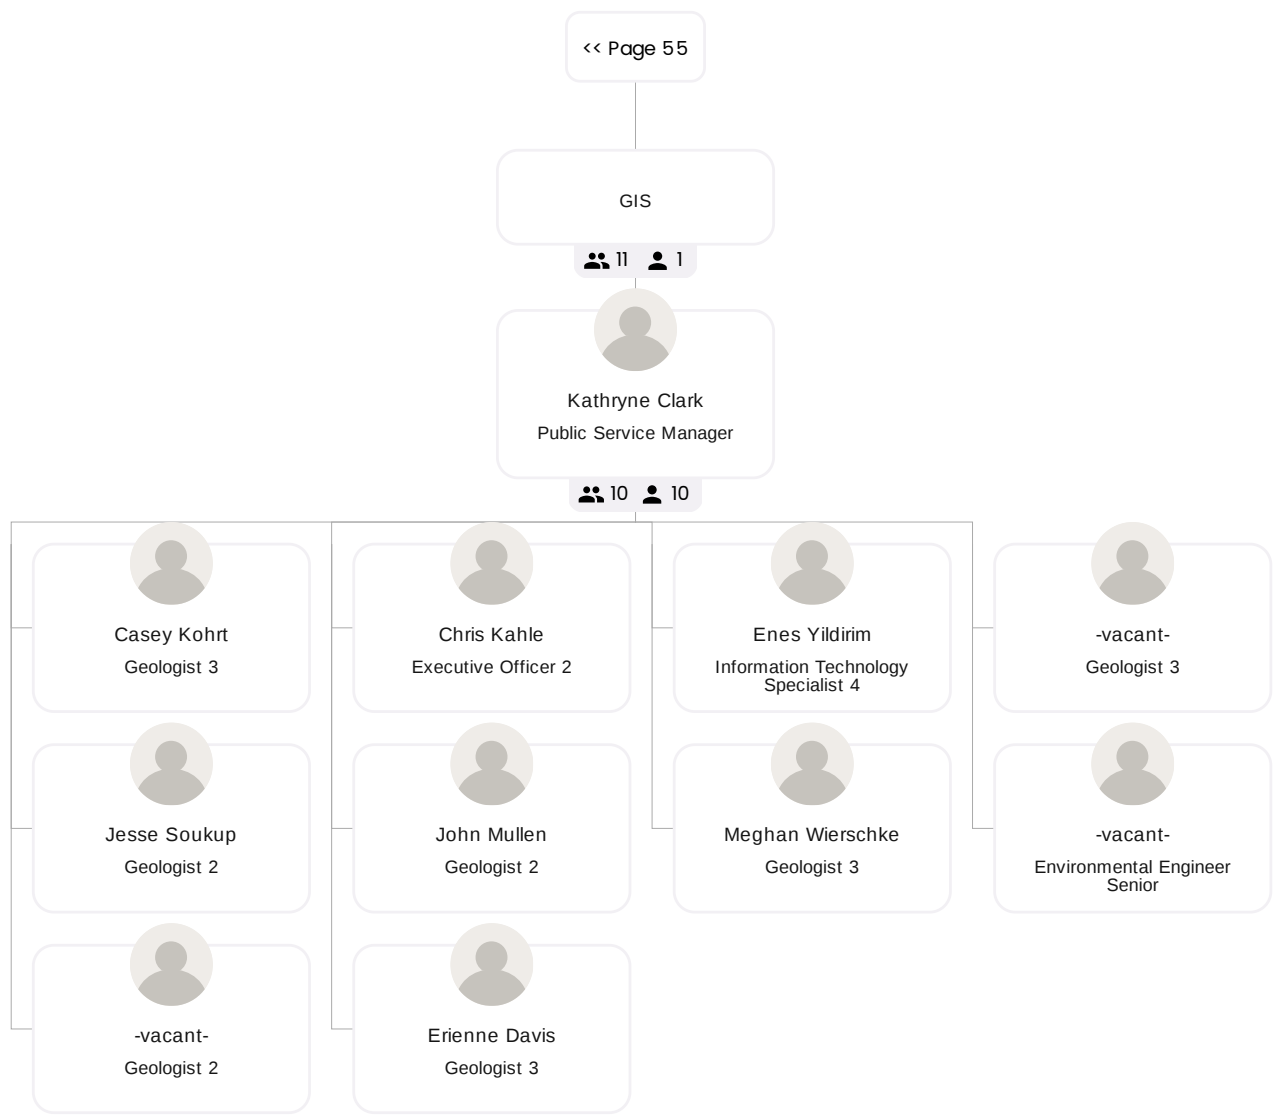 << Page 55
GIS
11 1
Kathryne Clark
Public Service Manager
10 10
Casey Kohrt
Geologist 3
Chris Kahle
Executive Officer 2
Enes Yildirim
Information Technology
Specialist 4
-vacant-
Geologist 3
Jesse Soukup
Geologist 2
John Mullen
Geologist 2
Meghan Wierschke
Geologist 3
-vacant-
Environmental Engineer
Senior
-vacant-
Geologist 2
Erienne Davis
Geologist 3